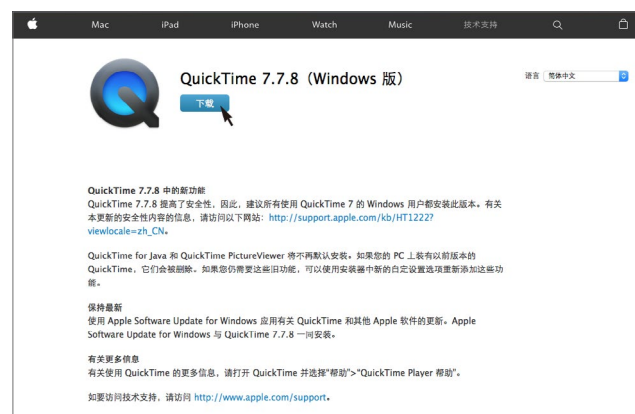 Mac iPad iPhone Watch Music 技术支持
QuickTime 7.7.8（Windows 版）
语言 简体中文
下载
QuickTime 7.7.8 中的新功能
QuickTime 7.7.8 提高了安全性，因此，建议所有使用 QuickTime 7 的 Windows 用户都安装此版本。有关
本更新的安全性内容的信息，请访问以下网站：http://support.apple.com/kb/HT1222?
viewlocale=zh_CN。
QuickTime for Java 和 QuickTime PictureViewer 将不再默认安装。如果您的 PC 上装有以前版本的
QuickTime，它们会被删除。如果您仍需要这些旧功能，可以使用安装器中新的自定设置选项重新添加这些功
能。
保持最新
使用 Apple Software Update for Windows 应用有关 QuickTime 和其他 Apple 软件的更新。Apple
Software Update for Windows 与 QuickTime 7.7.8 一同安装。
有关更多信息
有关使用 QuickTime 的更多信息，请打开 QuickTime 并选择“帮助”>“QuickTime Player 帮助”。
如要访问技术支持，请访问 http://www.apple.com/support。